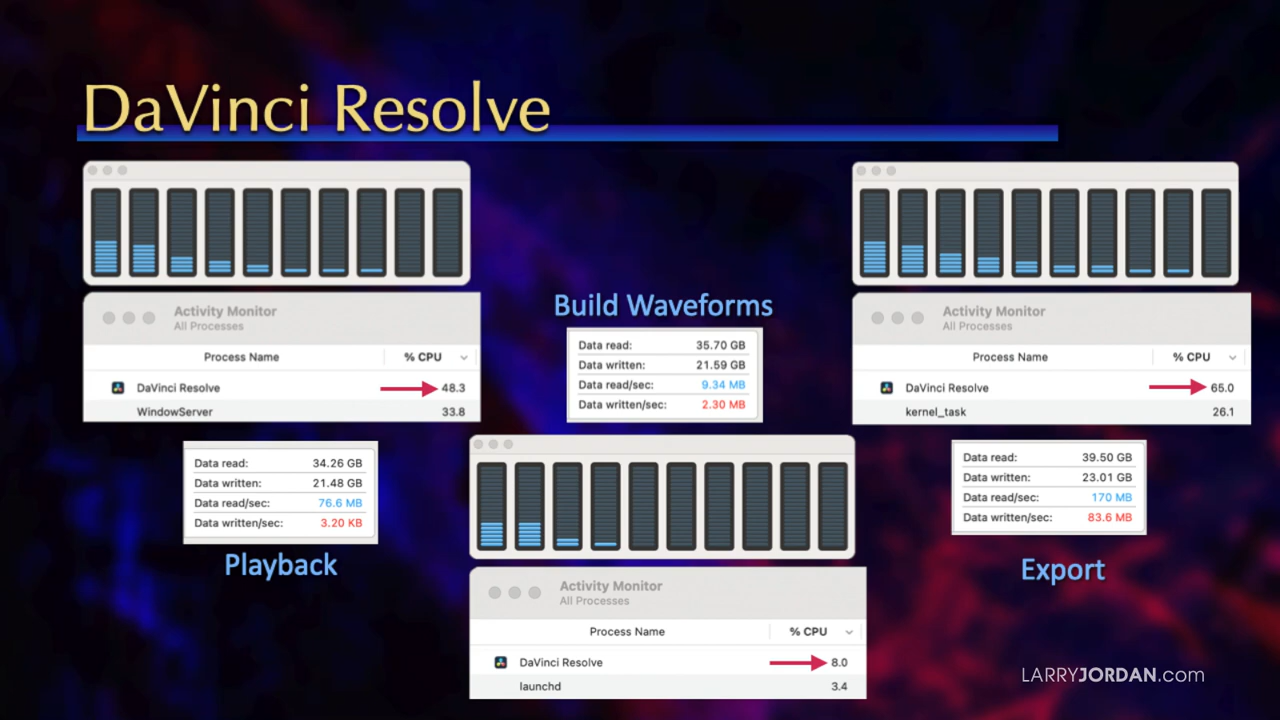 DaVinci Resolve
Activity Monitor
All Processes
Process Name % CPU
DaVinci Resolve 48.3
WindowServer 33.8
Data read: 34.26 GB
Data written: 21.48 GB
Data read/sec: 76.6 MB
Data written/sec: 3.20 KB
Playback
Build Waveforms
Data read: 35.70 GB
Data written: 21.59 GB
Data read/sec: 9.34 MB
Data written/sec: 2.30 MB
Activity Monitor
All Processes
Process Name % CPU
DaVinci Resolve 8.0
launchd 3.4
Activity Monitor
All Processes
Process Name % CPU
DaVinci Resolve 65.0
kernel_task 26.1
Data read: 39.50 GB
Data written: 23.01 GB
Data read/sec: 170 MB
Data written/sec: 83.6 MB
Export
LARRYJORDAN.com